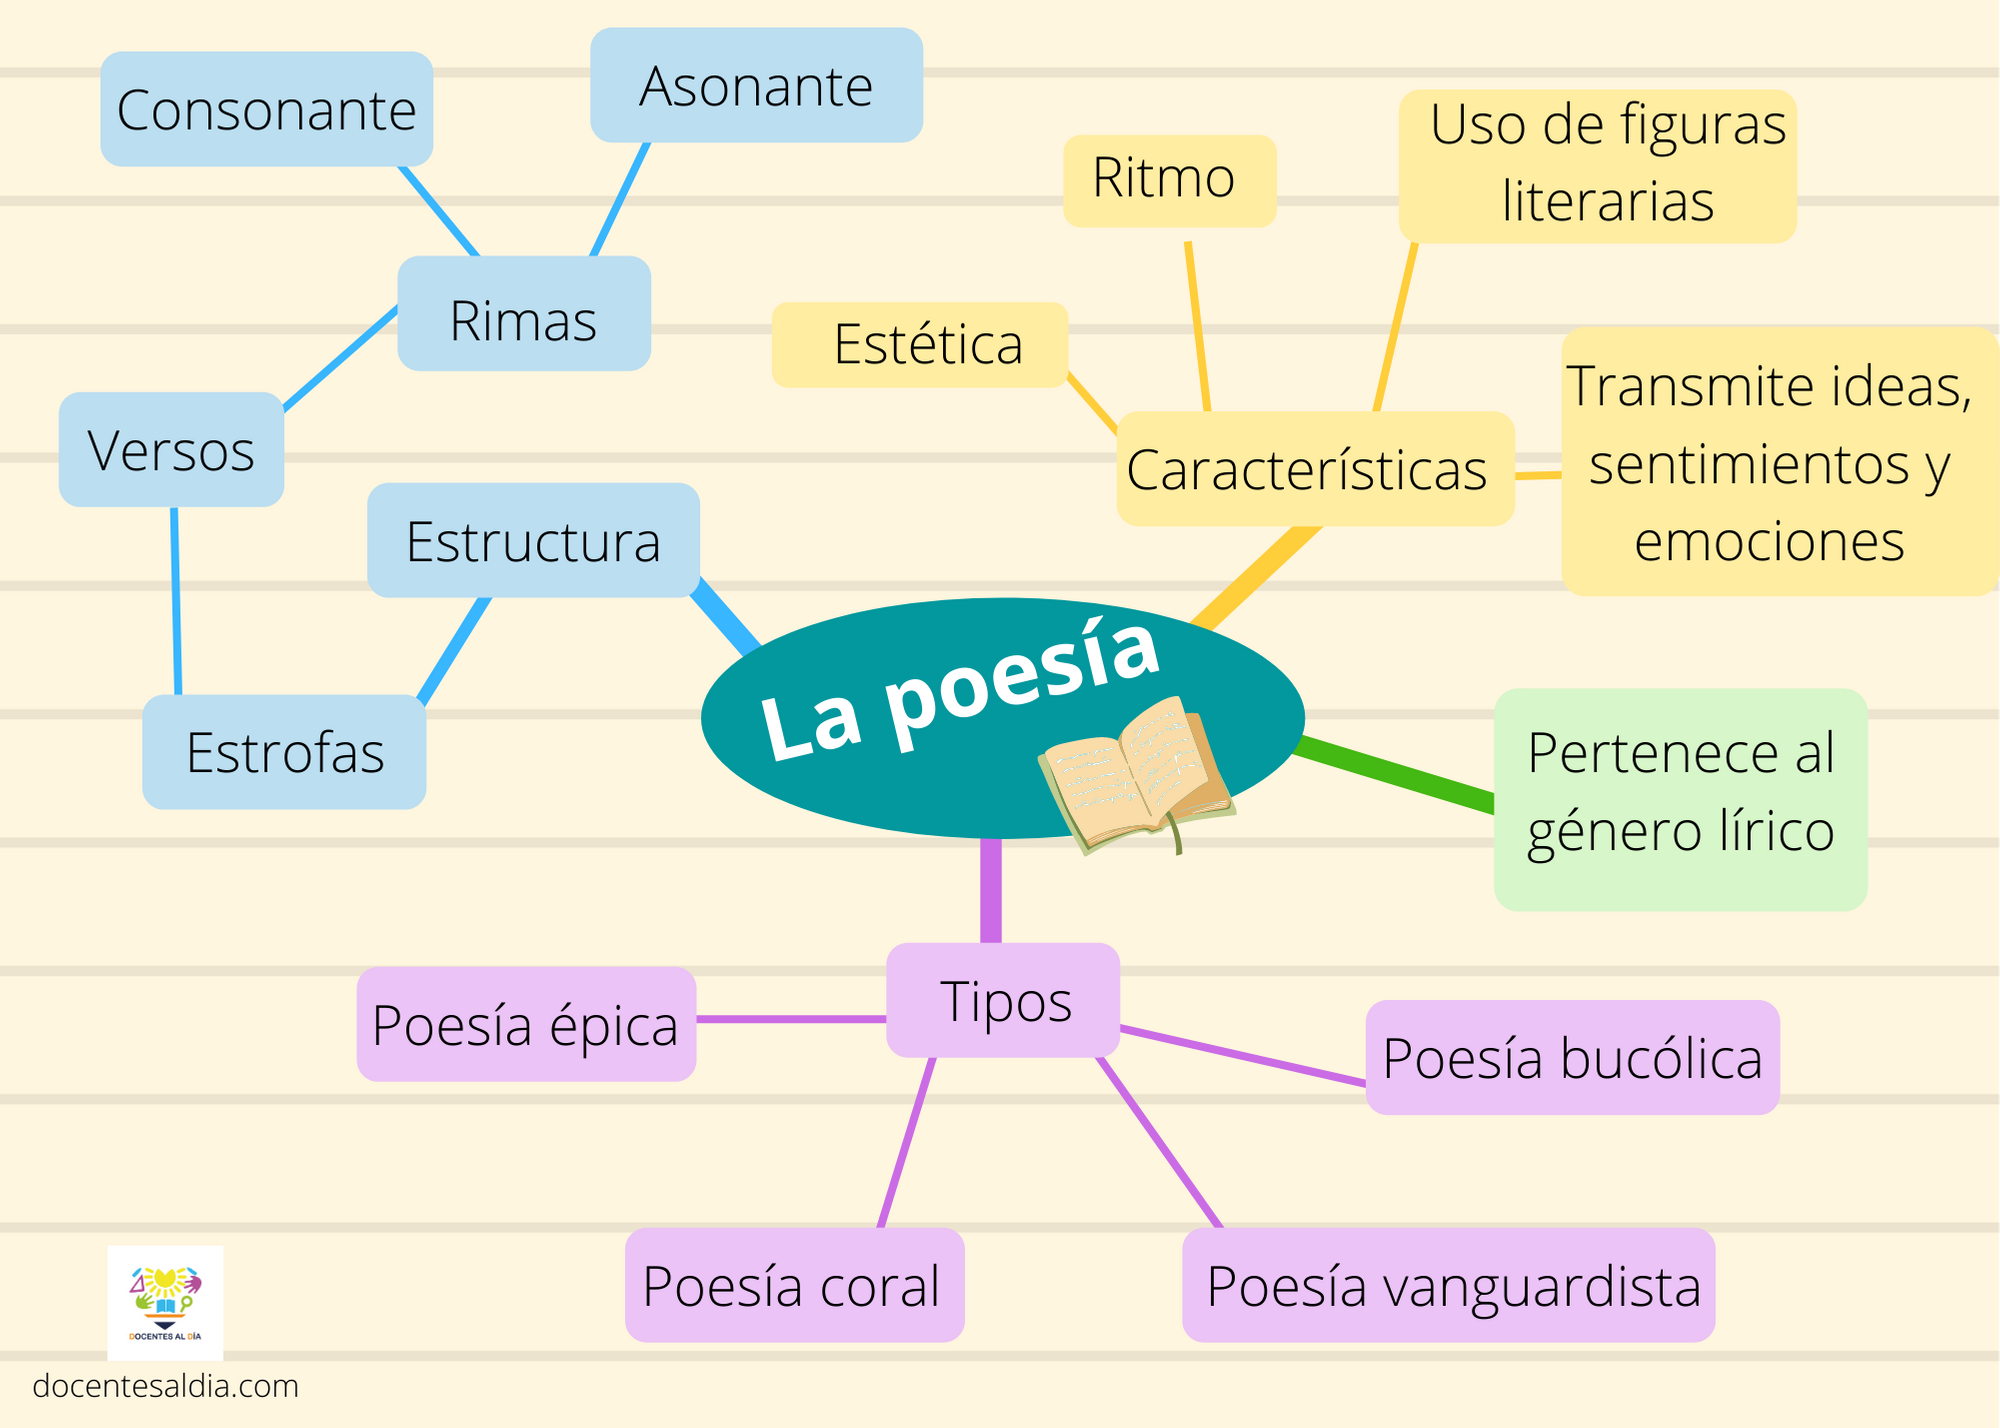 Consonante
Asonante
Rimas
Versos
Estructura
Estrofas
Ritmo
Uso de figuras
literarias
Estética
Características
Transmite ideas,
sentimientos y
emociones
La poesía
Pertenece al
género lírico
Tipos
Poesía épica
Poesía bucólica
Poesía coral
Poesía vanguardista
DOCENTES AL DÍA
docentesaldia.com